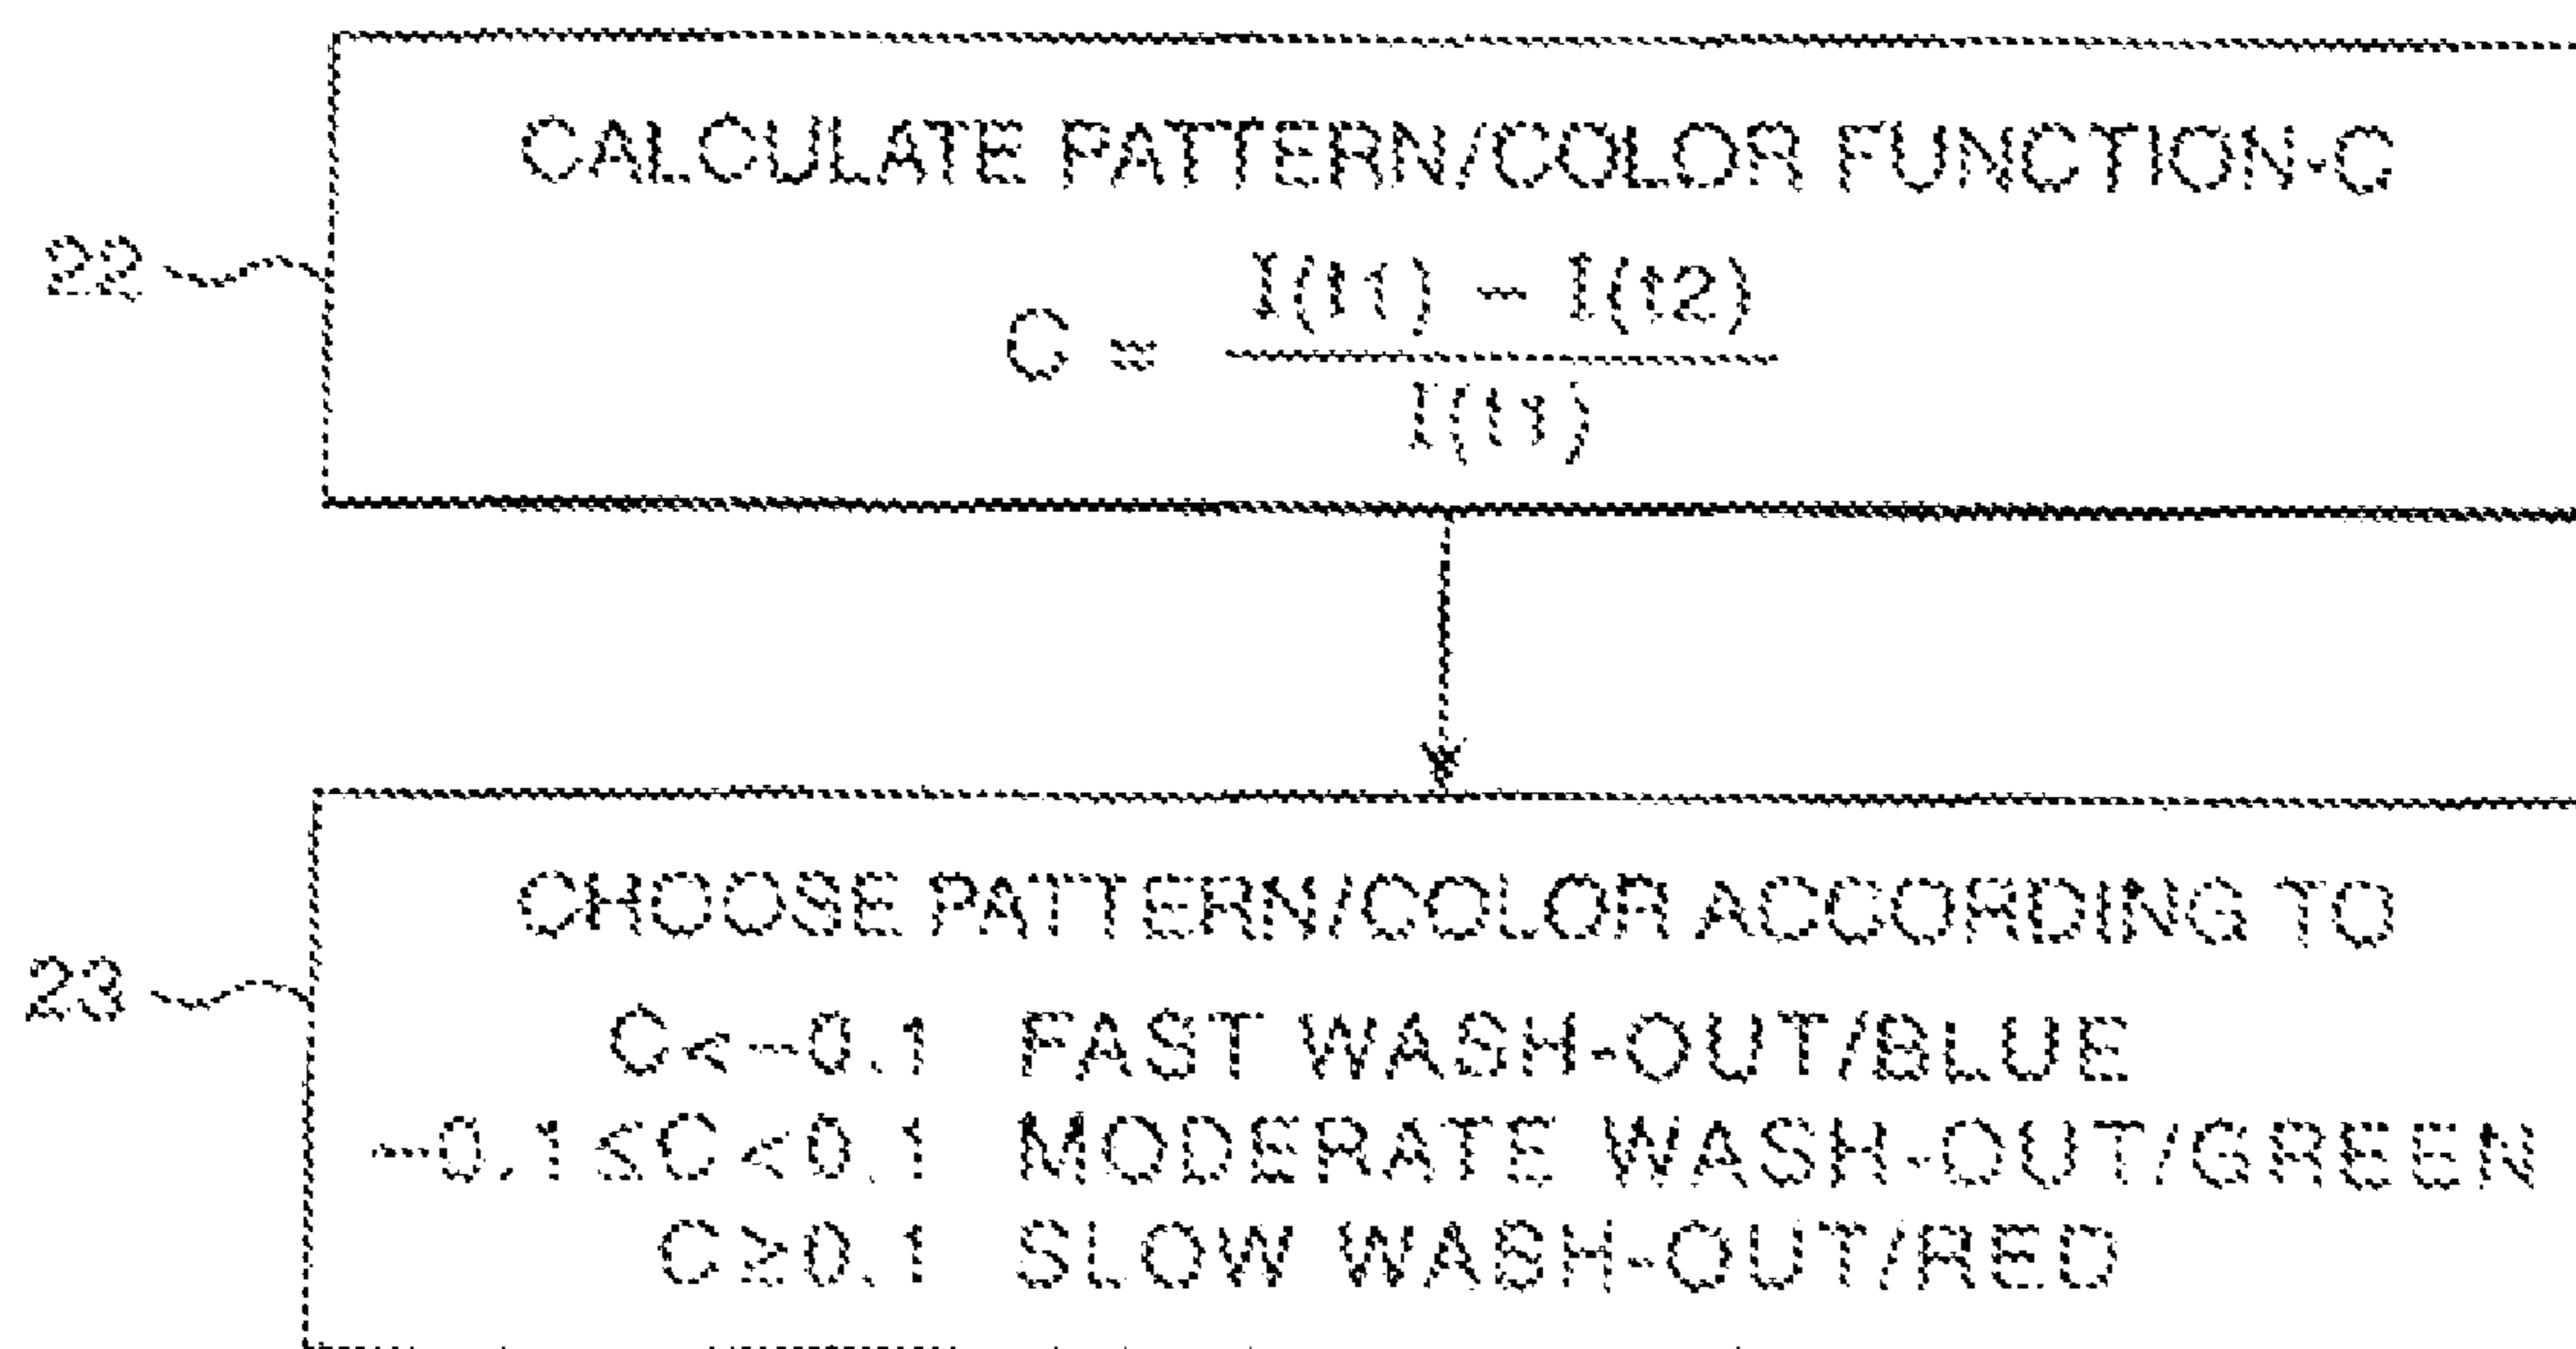 CALCULATE PATTERN/COLOR FUNCTION-C
22
C = I(t1) - I(t2)
I(t1)
CHOOSE PATTERN/COLOR ACCORDING TO
23
C<-0.1 FAST WASH-OUT/BLUE
-0.1≤C<0.1 MODERATE WASH-OUT/GREEN
C≥0.1 SLOW WASH-OUT/RED